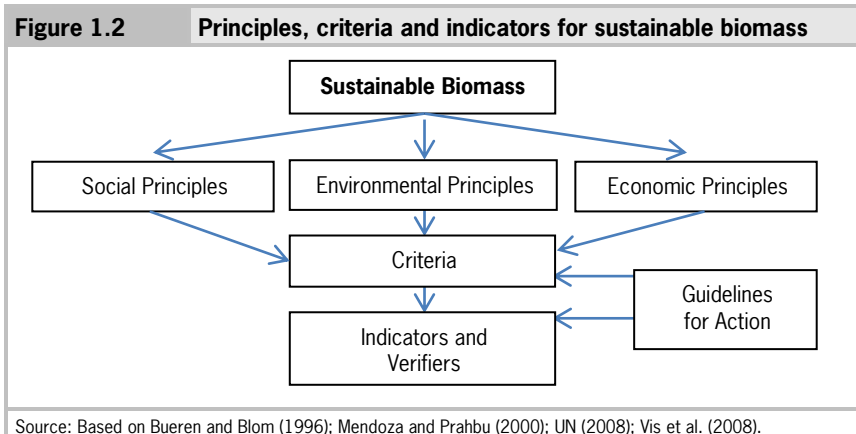 Figure 1.2 Principles, criteria and indicators for sustainable biomass
Sustainable Biomass
Social Principles
Environmental Principles
Economic Principles
Criteria
Guidelines
for Action
Indicators and
Verifiers
Source: Based on Bueren and Blom (1996); Mendoza and Prahbu (2000); UN (2008); Vis et al. (2008).